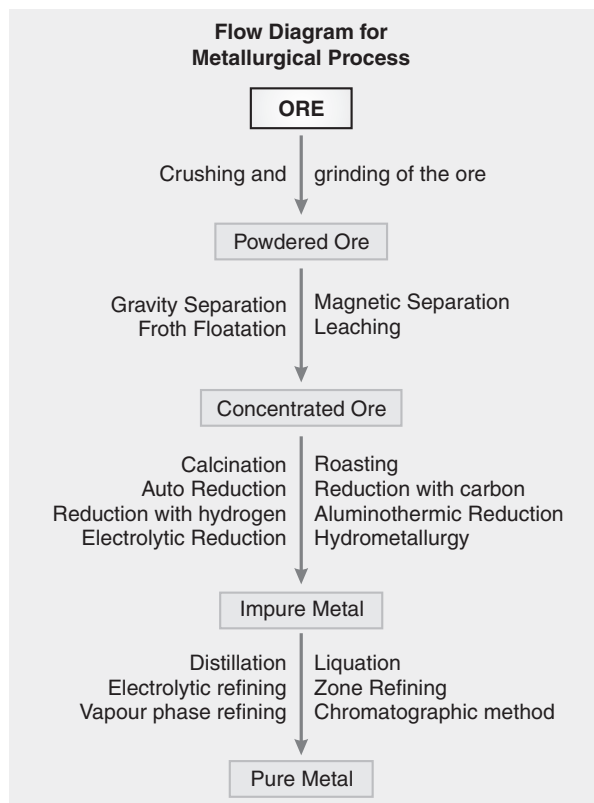 Flow Diagram for
Metallurgical Process
ORE
Crushing and grinding of the ore
Powdered Ore
Gravity Separation Magnetic Separation
Froth Floatation Leaching
Concentrated Ore
Calcination Roasting
Auto Reduction Reduction with carbon
Reduction with hydrogen Aluminothermic Reduction
Electrolytic Reduction Hydrometallurgy
Impure Metal
Distillation Liquation
Electrolytic refining Zone Refining
Vapour phase refining Chromatographic method
Pure Metal